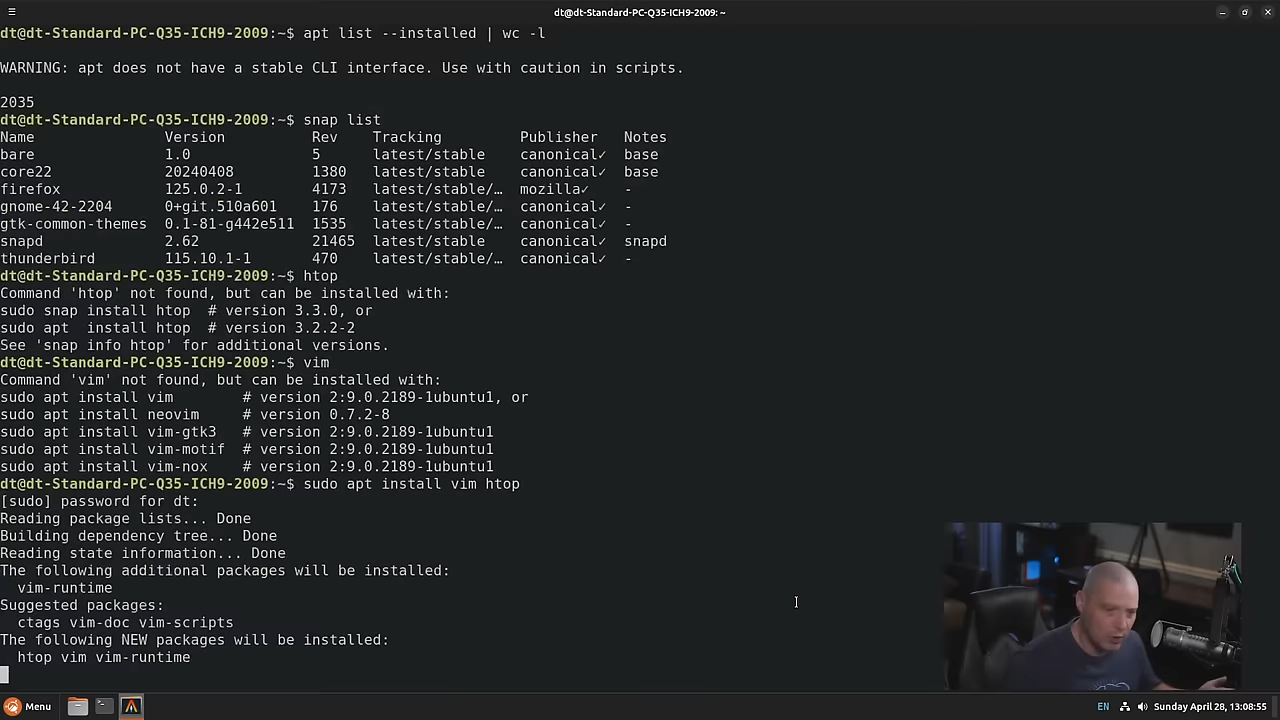 dt@dt-Standard-PC-Q35-ICH9-2009: ~
dt@dt-Standard-PC-Q35-ICH9-2009:~$ apt list --installed | wc -l
WARNING: apt does not have a stable CLI interface. Use with caution in scripts.
2035
dt@dt-Standard-PC-Q35-ICH9-2009:~$ snap list
Name Version Rev Tracking Publisher Notes
bare 1.0 5 latest/stable canonical✓ base
core22 20240408 1380 latest/stable canonical✓ base
firefox 125.0.2-1 4173 latest/stable/… mozilla✓ -
gnome-42-2204 0+git.510a601 176 latest/stable/… canonical✓ -
gtk-common-themes 0.1-81-g442e511 1535 latest/stable/… canonical✓ -
snapd 2.62 21465 latest/stable canonical✓ snapd
thunderbird 115.10.1-1 470 latest/stable/… canonical✓ -
dt@dt-Standard-PC-Q35-ICH9-2009:~$ htop
Command 'htop' not found, but can be installed with:
sudo snap install htop # version 3.3.0, or
sudo apt install htop # version 3.2.2-2
See 'snap info htop' for additional versions.
dt@dt-Standard-PC-Q35-ICH9-2009:~$ vim
Command 'vim' not found, but can be installed with:
sudo apt install vim # version 2:9.0.2189-1ubuntu1, or
sudo apt install neovim # version 0.7.2-8
sudo apt install vim-gtk3 # version 2:9.0.2189-1ubuntu1
sudo apt install vim-motif # version 2:9.0.2189-1ubuntu1
sudo apt install vim-nox # version 2:9.0.2189-1ubuntu1
dt@dt-Standard-PC-Q35-ICH9-2009:~$ sudo apt install vim htop
[sudo] password for dt:
Reading package lists... Done
Building dependency tree... Done
Reading state information... Done
The following additional packages will be installed:
vim-runtime
Suggested packages:
ctags vim-doc vim-scripts
The following NEW packages will be installed:
htop vim vim-runtime
Menu EN Sunday April 28, 13:08:55